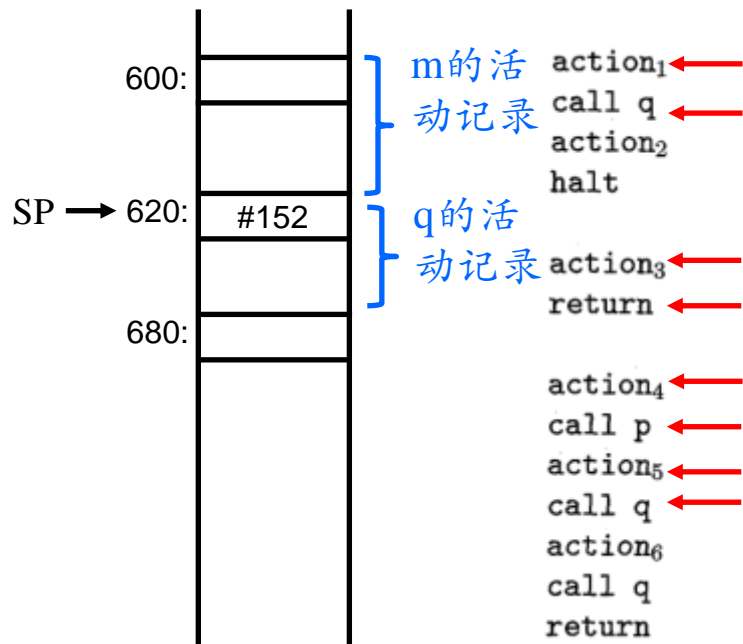 600:
m的活
动记录
SP
620:
#152
q的活
动记录
680:
action₁
call q
action₂
halt
action₃
return
action₄
call p
action₅
call q
action₆
call q
return